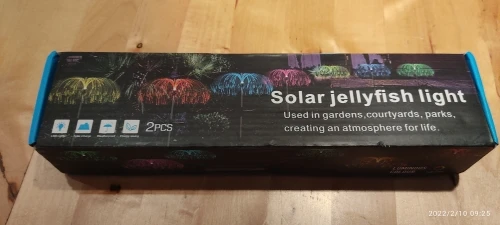 Solar jellyfish light
Used in gardens,courtyards, parks,
creating an atmosphere for life.
2PCS
2022/2/10 09:25